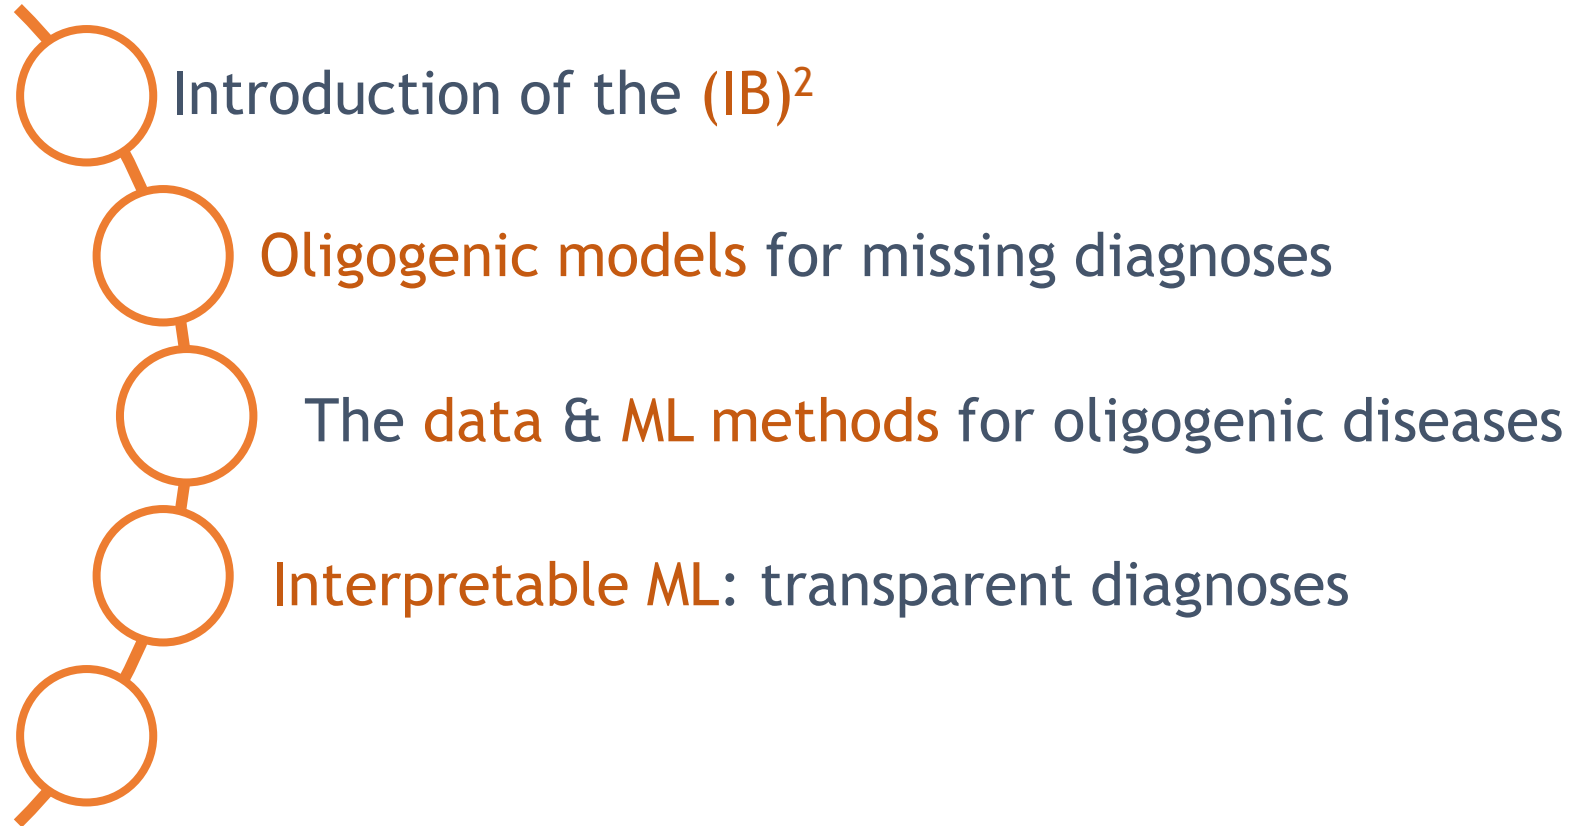 Introduction of the (IB)²
Oligogenic models for missing diagnoses
The data & ML methods for oligogenic diseases
Interpretable ML: transparent diagnoses